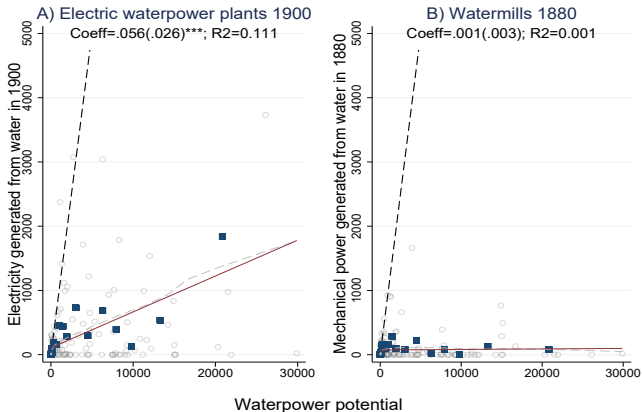 A) Electric waterpower plants 1900
Coeff=.056(.026)***; R2=0.111
Electricity generated from water in 1900
5000
4000
3000
2000
1000
0
0
10000
20000
30000
B) Watermills 1880
Coeff=.001(.003); R2=0.001
Mechanical power generated from water in 1880
5000
4000
3000
2000
1000
0
0
10000
20000
30000
Waterpower potential